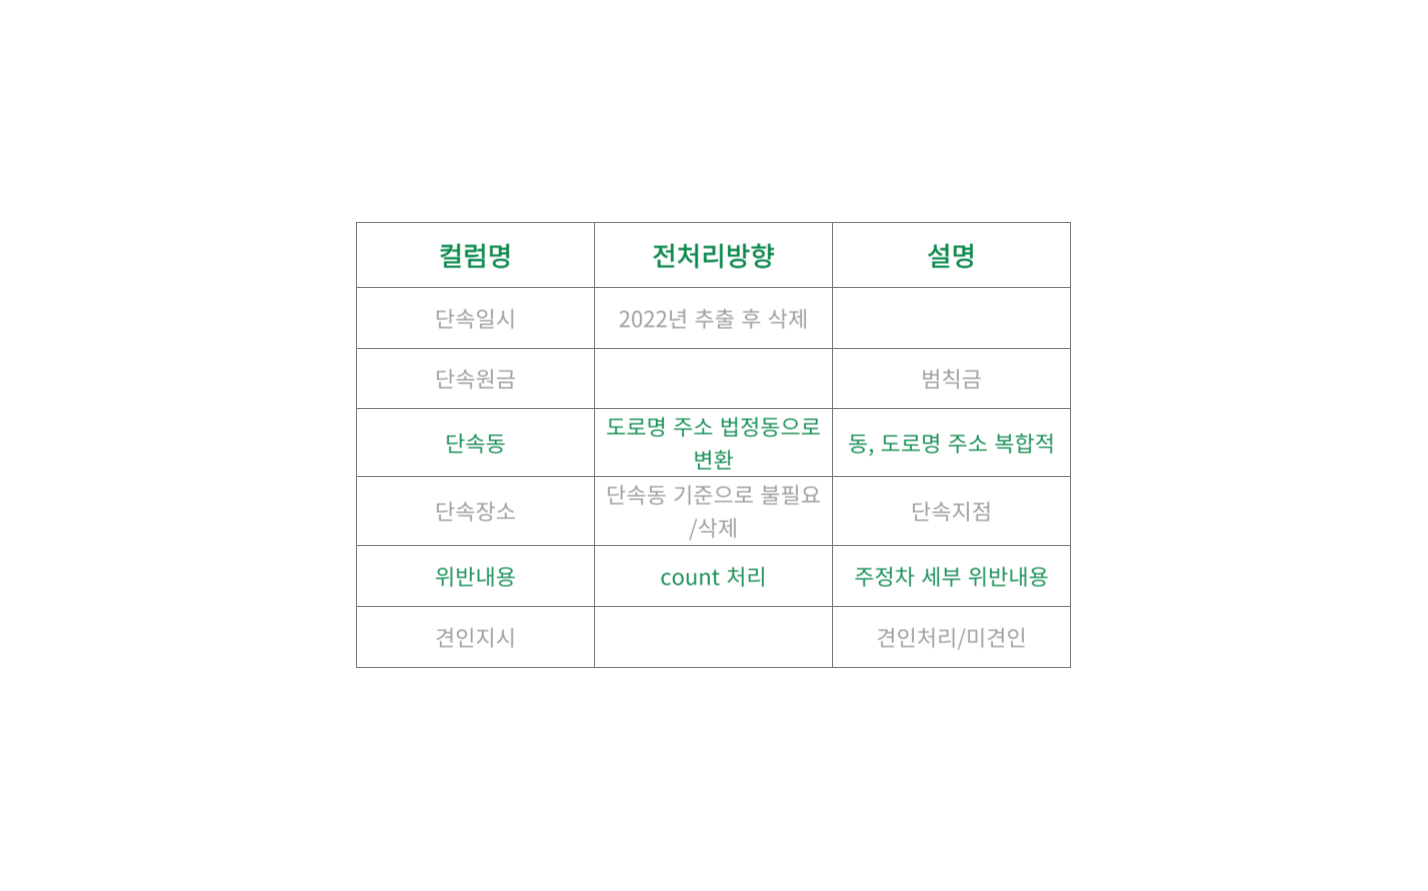 컬럼명 전처리방향 설명
단속일시 2022년 추출 후 삭제
단속원금 범칙금
단속동 도로명 주소 법정동으로 동, 도로명 주소 복합적
변환
단속장소 단속동 기준으로 불필요 단속지점
/삭제
위반내용 count 처리 주정차 세부 위반내용
견인지시 견인처리/미견인